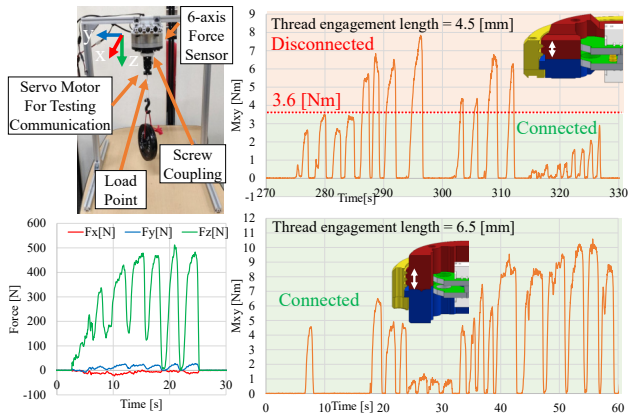 6-axis
Force
Sensor
y
x
z
Servo Motor
For Testing
Communication
Load
Point
Screw
Coupling
Thread engagement length = 4.5 [mm]
Disconnected
3.6 [Nm]
Connected
Mxy [Nm]
9
8
7
6
5
4
3
2
1
0
-1
270 280 290 300 310 320 330
Time[s]
Fx[N] Fy[N] Fz[N]
Force [N]
600
500
400
300
200
100
0
-100
0 10 20 30
Time [s]
Thread engagement length = 6.5 [mm]
Connected
Mxy [Nm]
12
11
10
9
8
7
6
5
4
3
2
1
0
0 10 20 30 40 50 60
Time [s]